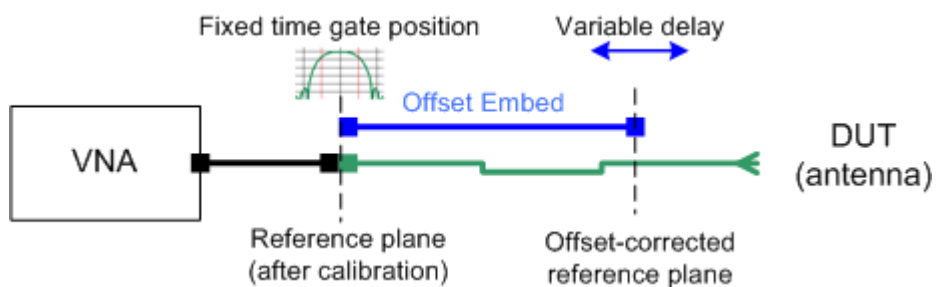 Fixed time gate position
Variable delay
Offset Embed
VNA
DUT
(antenna)
Reference plane
(after calibration)
Offset-corrected
reference plane